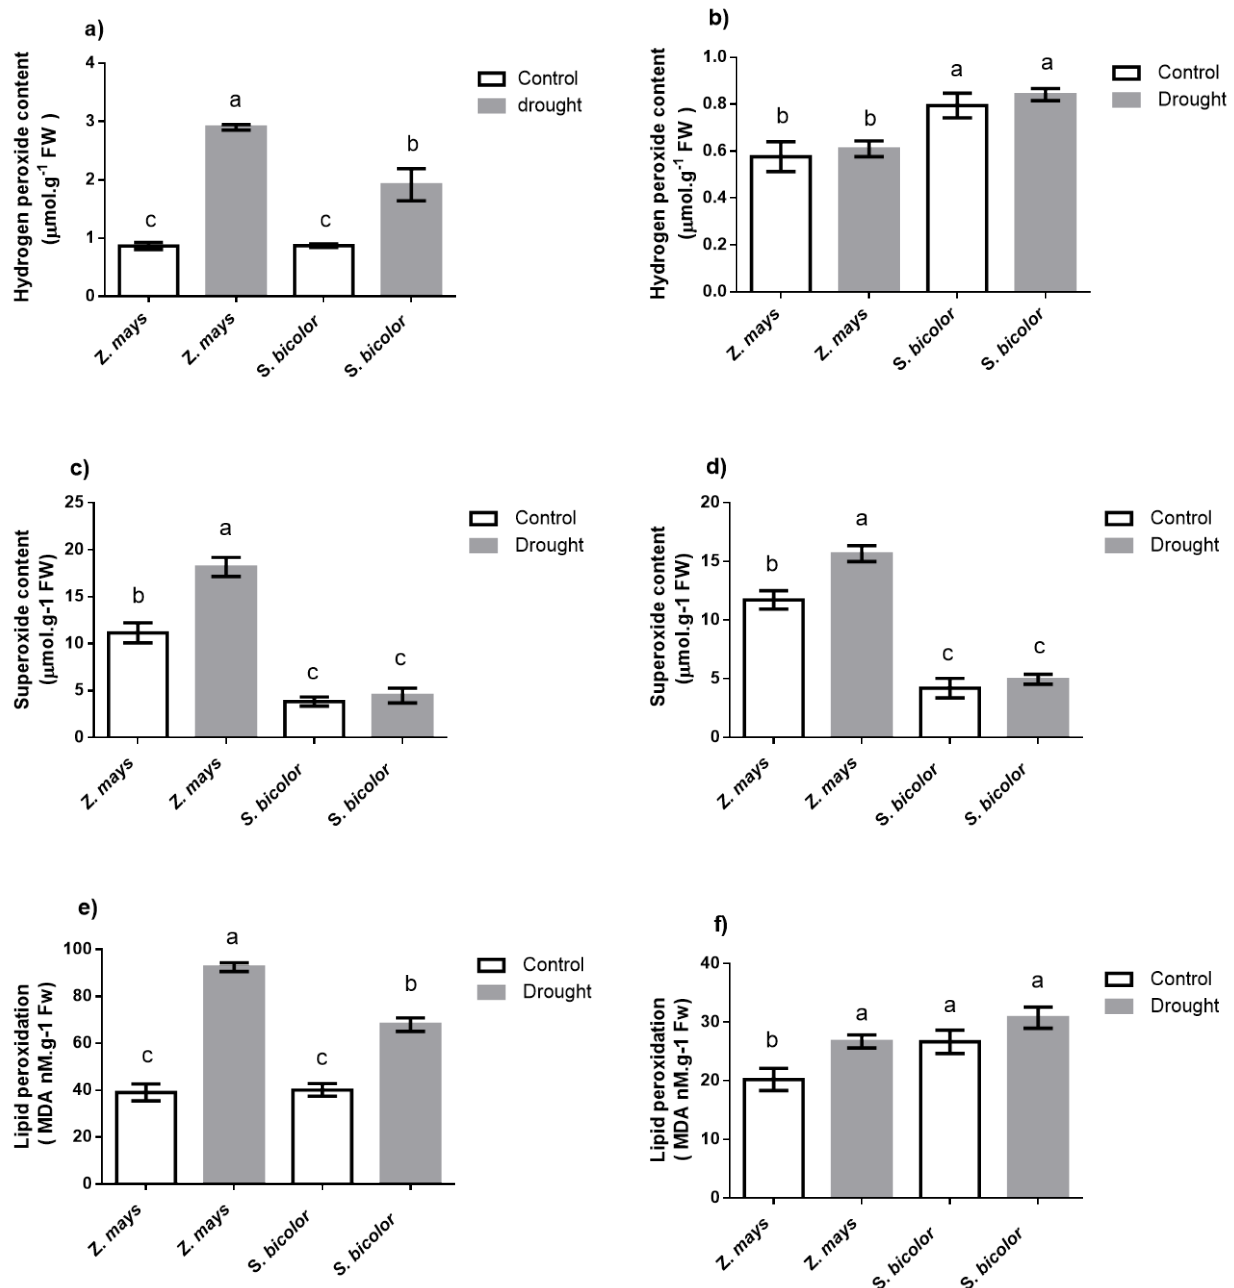 a)
Hydrogen peroxide content
(µmol.g-1 FW )
4
3
2
1
0
c
a
c
b
Z. mays
Z. mays
S. bicolor
S. bicolor
Control
drought
b)
Hydrogen peroxide content
(µmol.g-1 FW )
1.0
0.8
0.6
0.4
0.2
0.0
b
b
a
a
Z. mays
Z. mays
S. bicolor
S. bicolor
Control
Drought
c)
Superoxide content
(µmol.g-1 FW)
25
20
15
10
5
0
b
a
c
c
Z. mays
Z. mays
S. bicolor
S. bicolor
Control
Drought
d)
Superoxide content
(µmol.g-1 FW)
20
15
10
5
0
b
a
c
c
Z. mays
Z. mays
S. bicolor
S. bicolor
Control
Drought
e)
Lipid peroxidation
( MDA nM.g-1 Fw)
100
80
60
40
20
0
c
a
c
b
Z. mays
Z. mays
S. bicolor
S. bicolor
Control
Drought
f)
Lipid peroxidation
( MDA nM.g-1 Fw)
40
30
20
10
0
b
a
a
a
Z. mays
Z. mays
S. bicolor
S. bicolor
Control
Drought